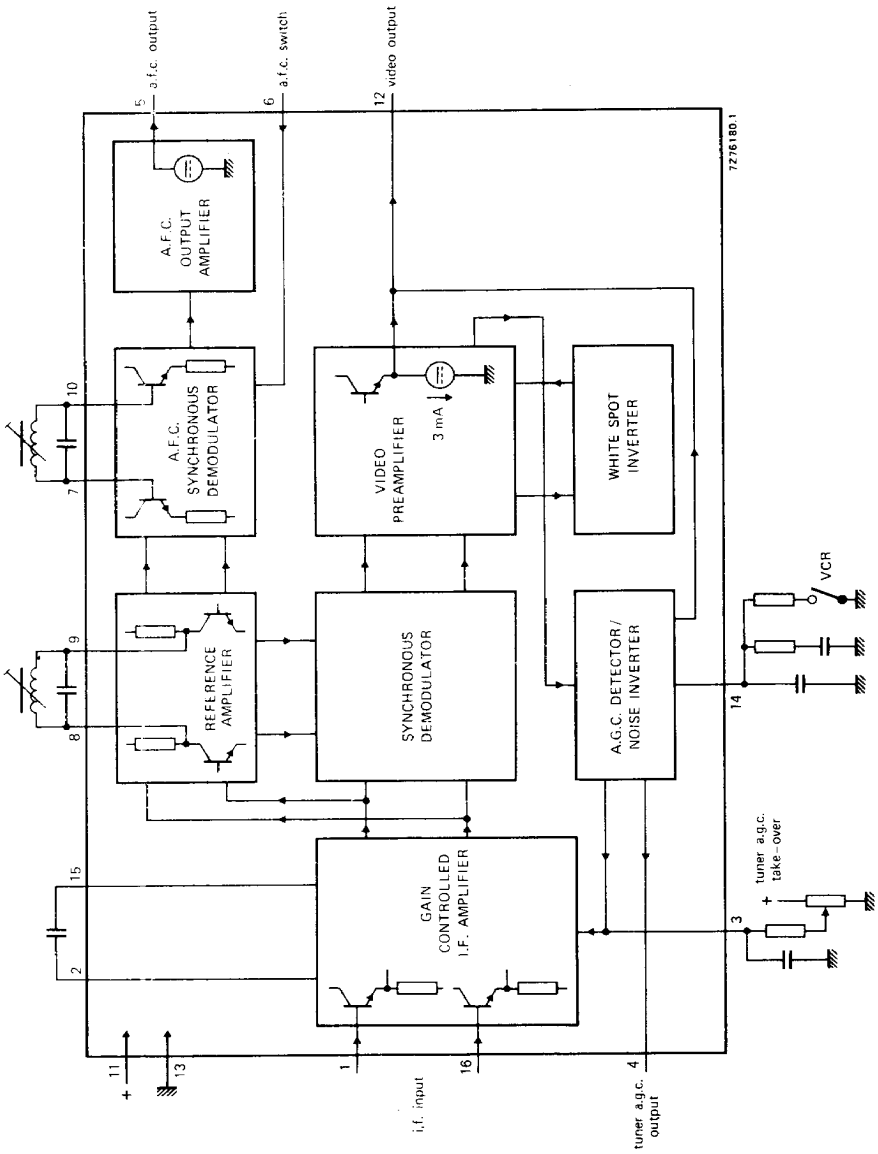 11
+
13
2
15
8
9
7
10
5
a.f.c. output
6
a.f.c. switch
REFERENCE
AMPLIFIER
A.F.C.
SYNCHRONOUS
DEMODULATOR
A.F.C.
OUTPUT
AMPLIFIER
1
16
i.f. input
GAIN
CONTROLLED
I.F. AMPLIFIER
SYNCHRONOUS
DEMODULATOR
VIDEO
PREAMPLIFIER
3 mA
12
video output
A.G.C. DETECTOR/
NOISE INVERTER
WHITE SPOT
INVERTER
4
tuner a.g.c.
output
3
+
tuner a.g.c.
take-over
14
VCR
7Z76180.1